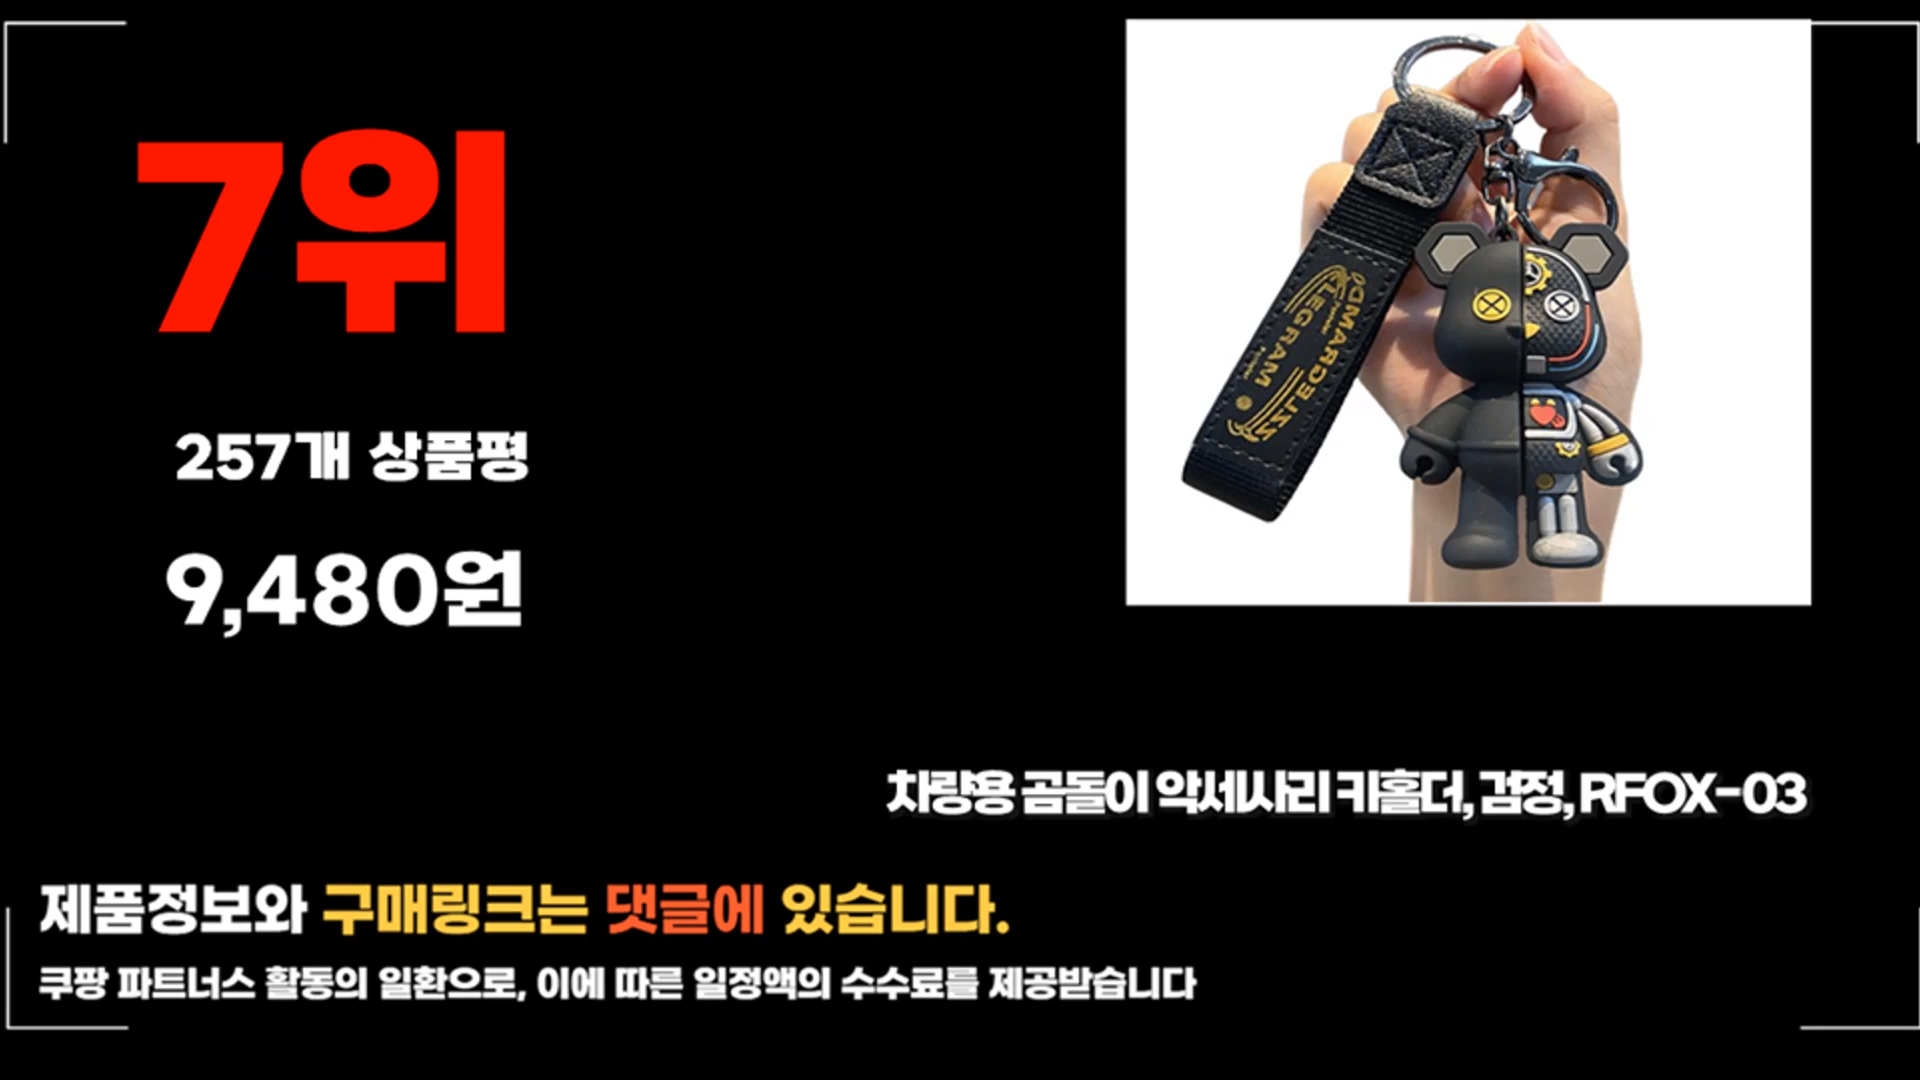 7위
257개 상품평
9,480원
차량용 곰돌이 악세사리 키홀더, 검정, RFOX-03
제품정보와 구매링크는 댓글에 있습니다.
쿠팡 파트너스 활동의 일환으로, 이에 따른 일정액의 수수료를 제공받습니다